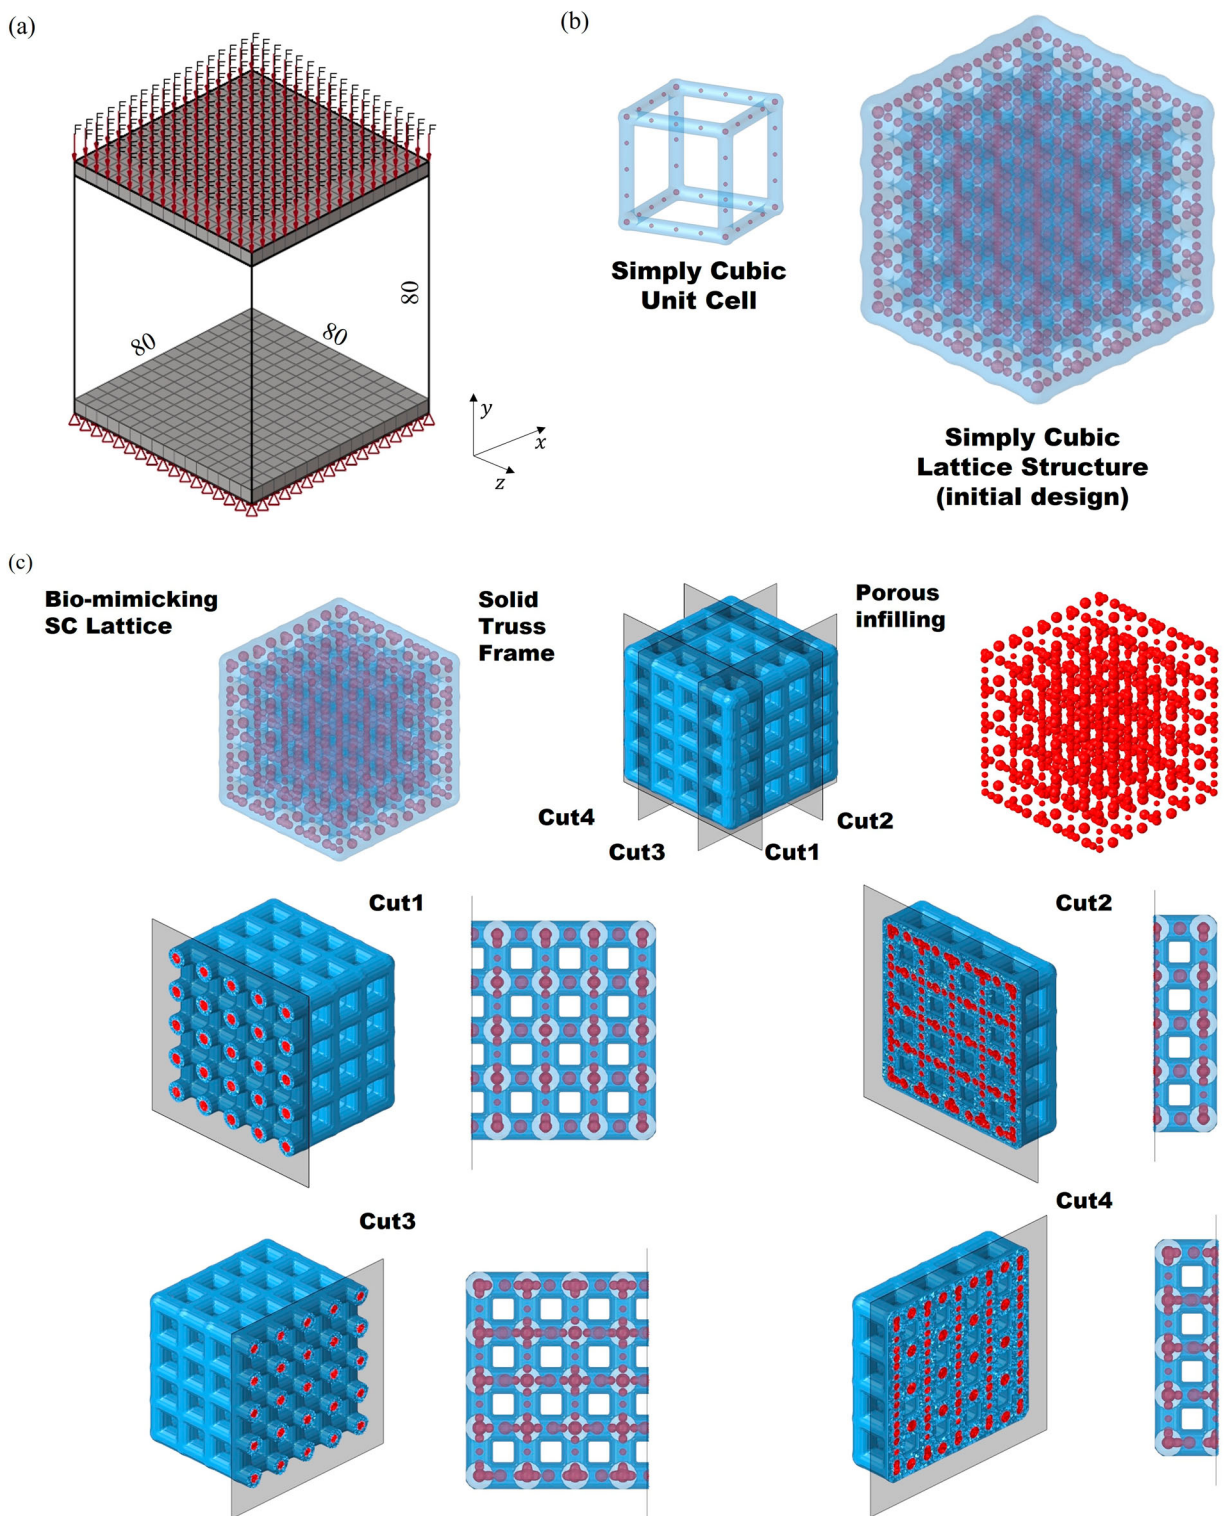 (a)
F F F F F F F F F F F F F F F F F F F F F
80
80
80
y
x
z
(b)
Simply Cubic
Unit Cell
Simply Cubic
Lattice Structure
(initial design)
(c)
Bio-mimicking
SC Lattice
Solid
Truss
Frame
Porous
infilling
Cut4
Cut3
Cut1
Cut2
Cut1
Cut2
Cut3
Cut4